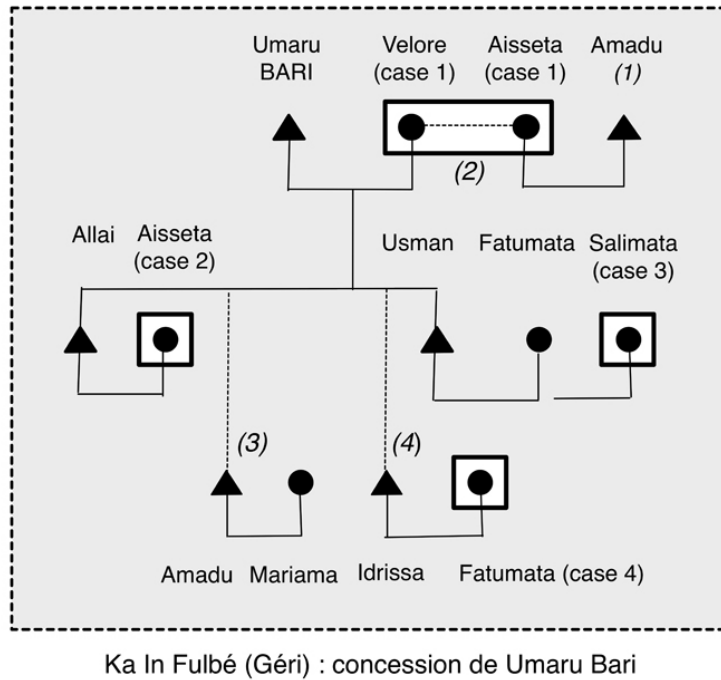 Umaru Velore Aisseta Amadu
BARI (case 1) (case 1) (1)
(2)
Allai Aisseta Usman Fatumata Salimata
(case 2) (case 3)
(3) (4)
Amadu Mariama Idrissa Fatumata (case 4)
Ka In Fulbé (Géri) : concession de Umaru Bari